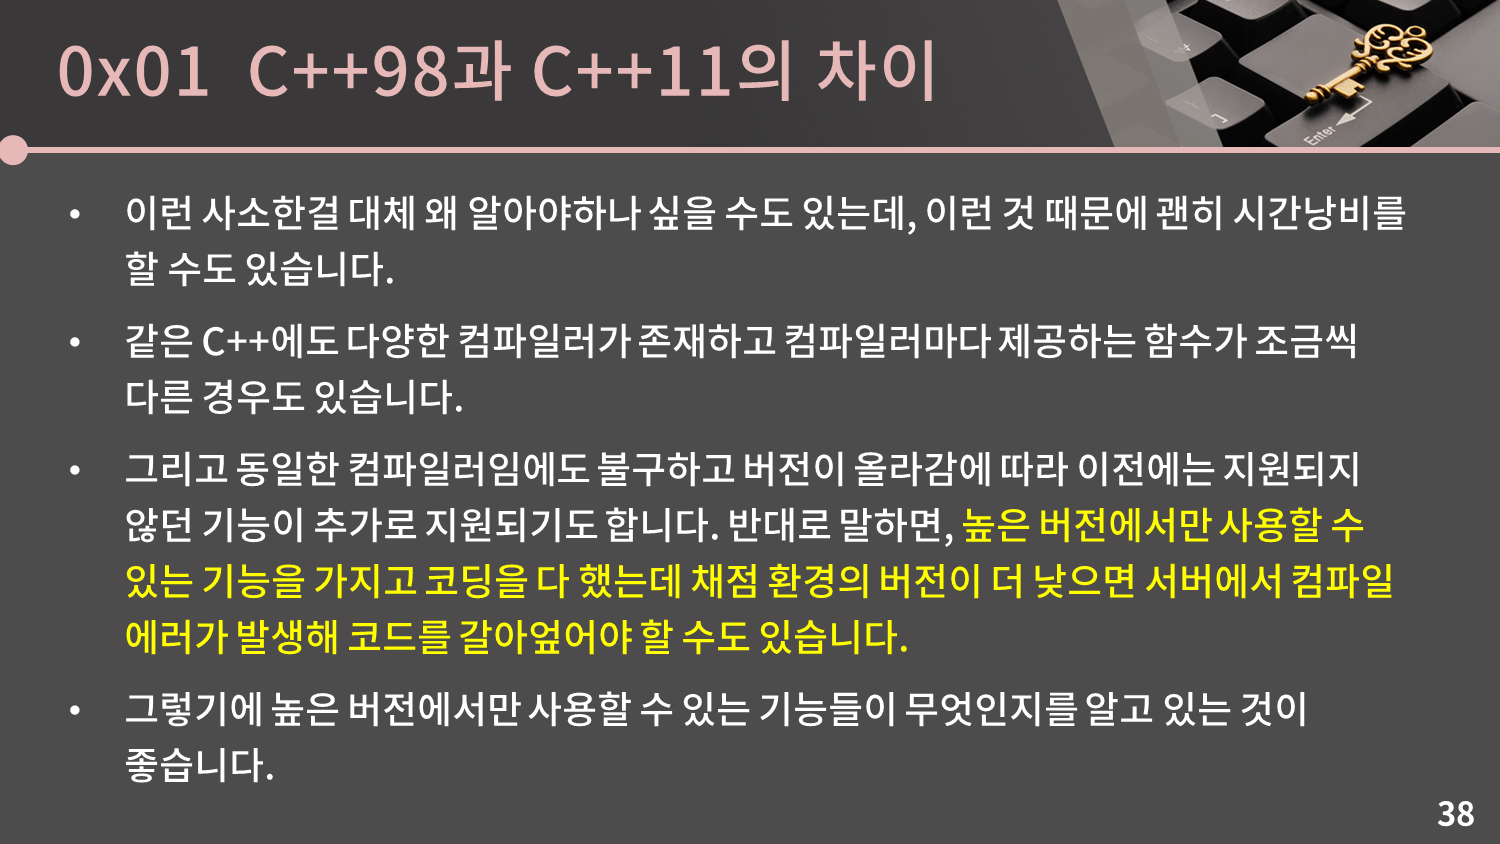 0x01 C++98과 C++11의 차이
• 이런 사소한걸 대체 왜 알아야하나 싶을 수도 있는데, 이런 것 때문에 괜히 시간낭비를
할 수도 있습니다.
• 같은 C++에도 다양한 컴파일러가 존재하고 컴파일러마다 제공하는 함수가 조금씩
다른 경우도 있습니다.
• 그리고 동일한 컴파일러임에도 불구하고 버전이 올라감에 따라 이전에는 지원되지
않던 기능이 추가로 지원되기도 합니다. 반대로 말하면, 높은 버전에서만 사용할 수
있는 기능을 가지고 코딩을 다 했는데 채점 환경의 버전이 더 낮으면 서버에서 컴파일
에러가 발생해 코드를 갈아엎어야 할 수도 있습니다.
• 그렇기에 높은 버전에서만 사용할 수 있는 기능들이 무엇인지를 알고 있는 것이
좋습니다.
Enter
38